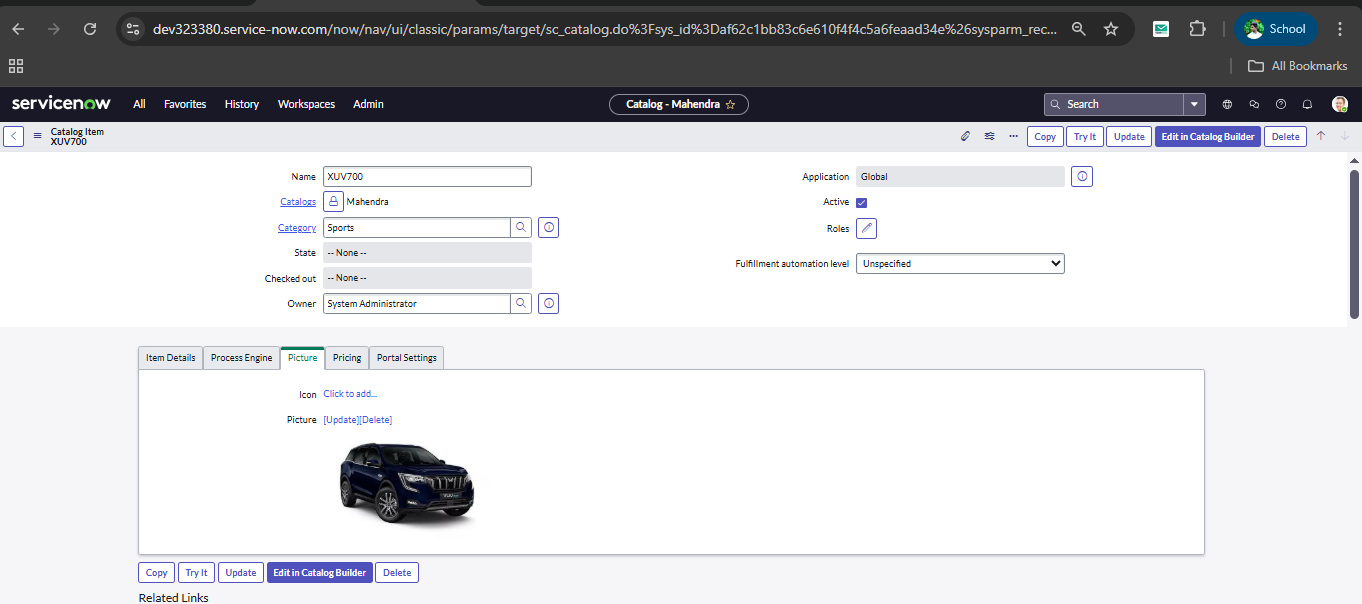 dev323380.service-now.com/now/nav/ui/classic/params/target/sc_catalog.do%3Fsys_id%3Daf62c1bb83c6e610f4f4c5a6feaad34e%26sysparm_rec...
School
All Bookmarks
servicenow All Favorites History Workspaces Admin
Catalog - Mahendra
Search
Catalog Item
XUV700
Copy Try It Update Edit in Catalog Builder Delete
Name XUV700
Application Global
Catalogs Mahendra
Active
Category Sports
Roles
State -- None --
Fulfillment automation level Unspecified
Checked out -- None --
Owner System Administrator
Item Details Process Engine Picture Pricing Portal Settings
Icon Click to add...
Picture [Update][Delete]
Copy Try It Update Edit in Catalog Builder Delete
Related Links